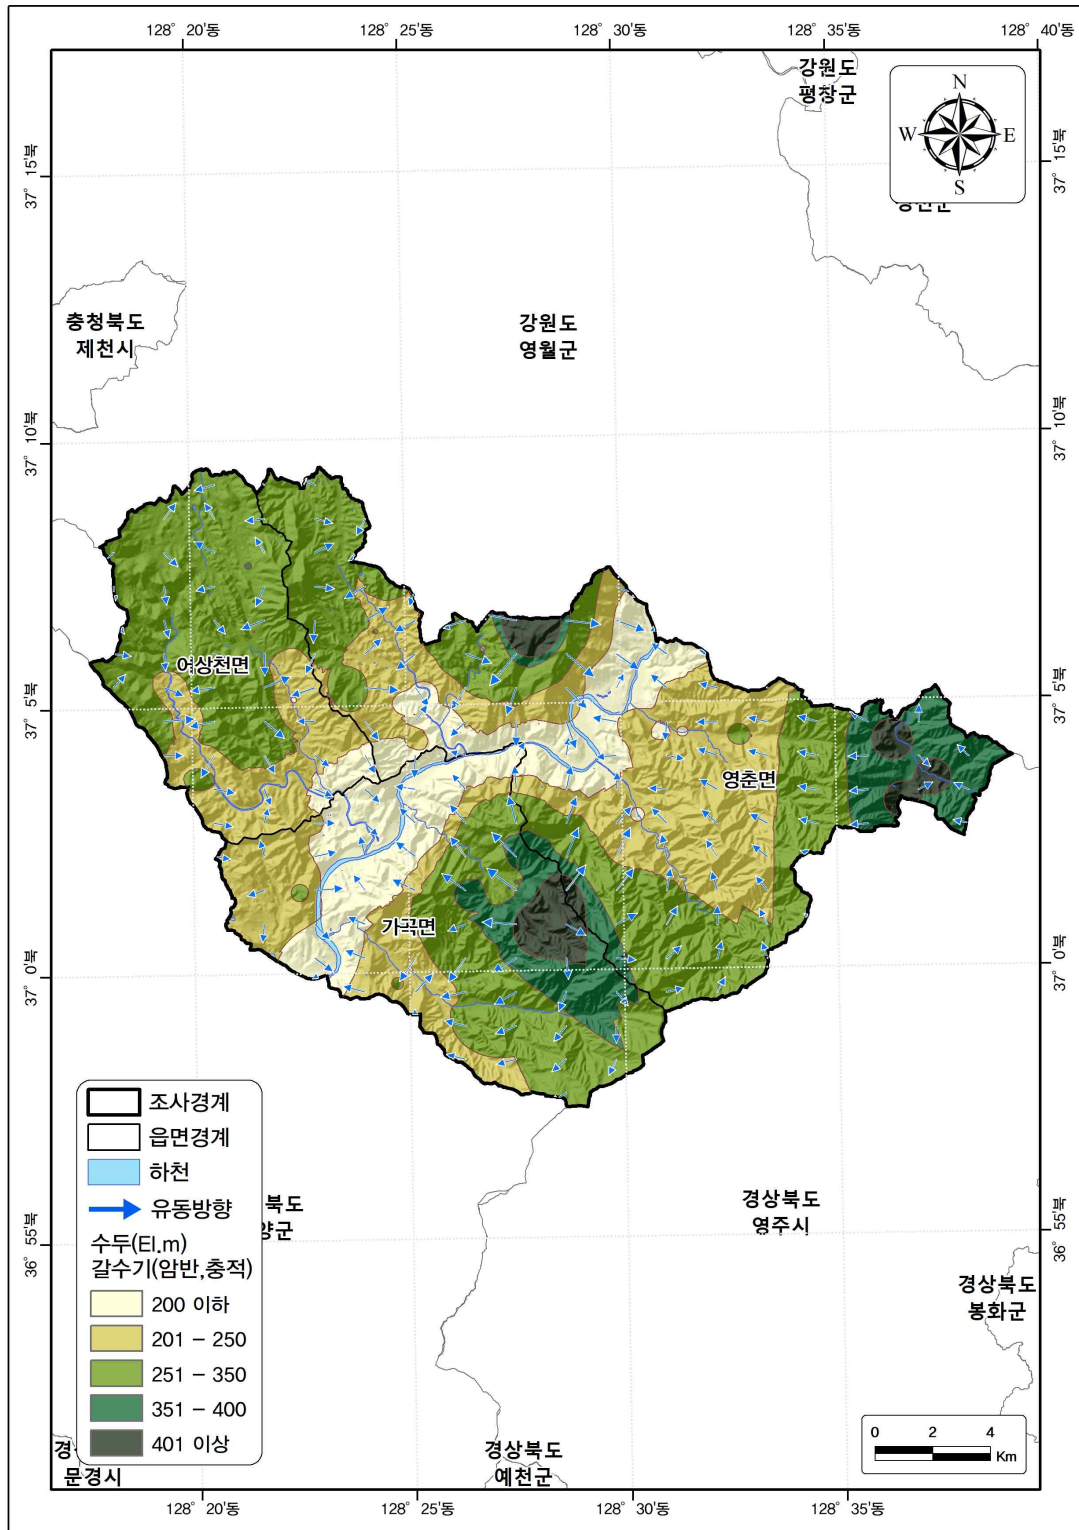 128° 20'동
128° 25'동
128° 30'동
128° 35'동
128° 40'동
강원도
평창군
N
W
E
S
37° 15'북
37° 15'북
충청북도
제천시
강원도
영월군
37° 10'북
37° 10'북
어상천면
37° 5'북
37° 5'북
영춘면
가곡면
37° 0'북
37° 0'북
조사경계
읍면경계
하천
유동방향
수두(El.m)
갈수기(암반,충적)
200 이하
201 - 250
251 - 350
351 - 400
401 이상
북도
양군
경상북도
영주시
36° 55'북
36° 55'북
경상북도
봉화군
경상북도
예천군
경
문경시
0 2 4
Km
128° 20'동
128° 25'동
128° 30'동
128° 35'동